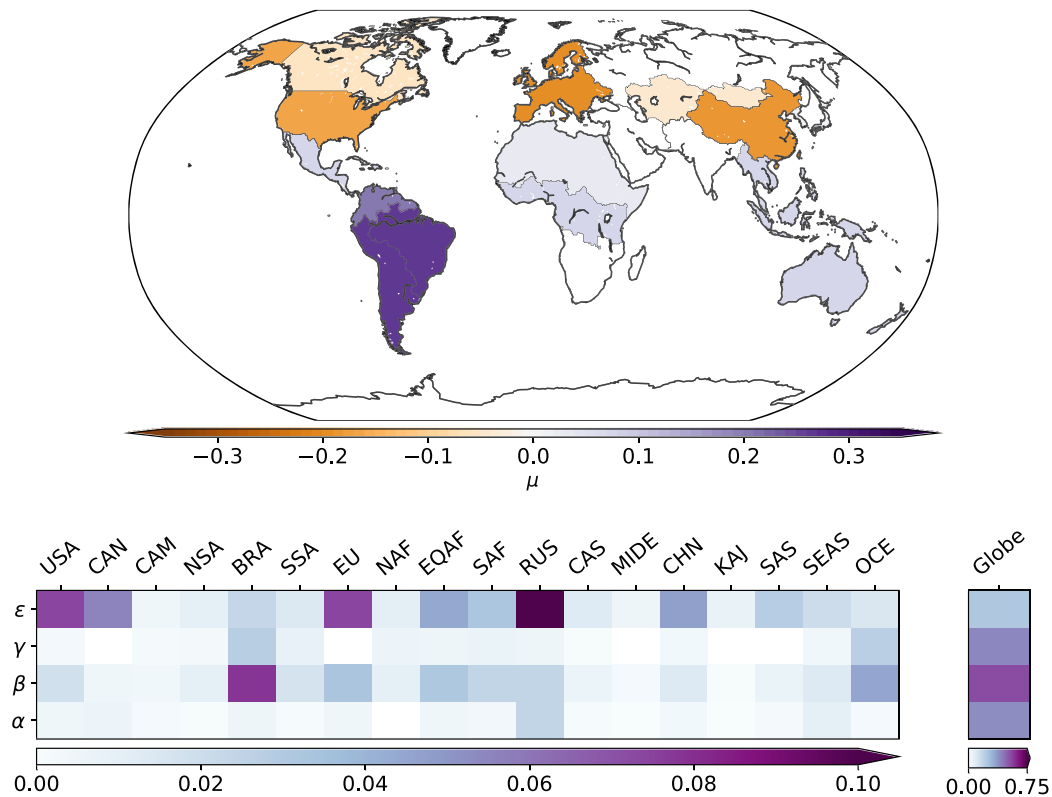 −0.3 −0.2 −0.1 0.0 0.1 0.2 0.3
μ
USA CAN CAM NSA BRA SSA EU NAF EQAF SAF RUS CAS MIDE CHN KAJ SAS SEAS OCE Globe
ε
γ
β
α
0.00 0.02 0.04 0.06 0.08 0.10 0.00 0.75